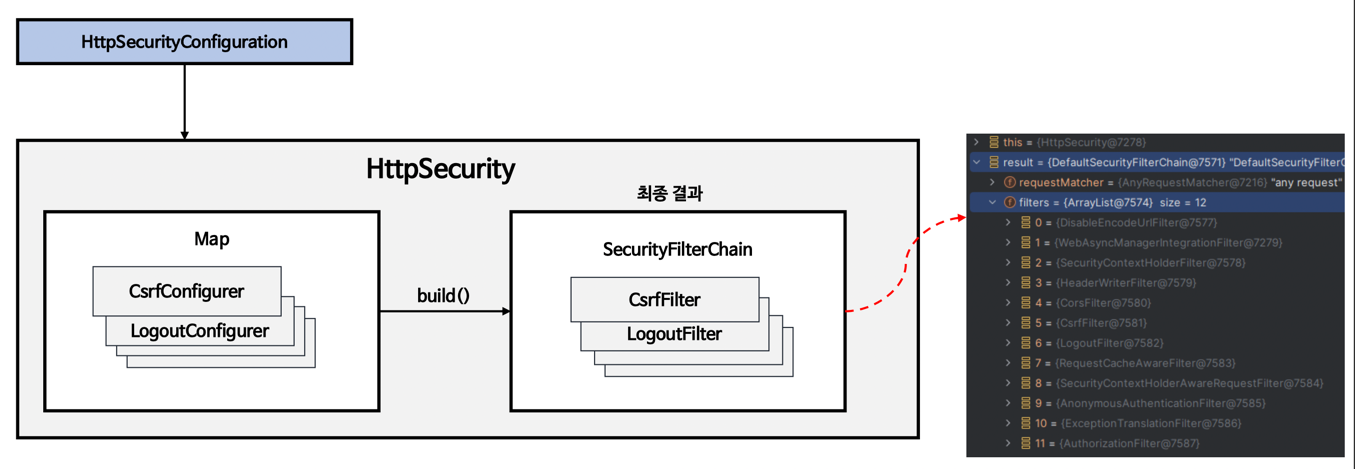 HttpSecurityConfiguration
HttpSecurity
최종 결과
Map
SecurityFilterChain
CsrfConfigurer
LogoutConfigurer
build()
CsrfFilter
LogoutFilter
this = {HttpSecurity@7278}
result = {DefaultSecurityFilterChain@7571} "DefaultSecurityFilterC
requestMatcher = {AnyRequestMatcher@7216} "any request"
filters = {ArrayList@7574} size = 12
0 = {DisableEncodeUrlFilter@7577}
1 = {WebAsyncManagerIntegrationFilter@7279}
2 = {SecurityContextHolderFilter@7578}
3 = {HeaderWriterFilter@7579}
4 = {CorsFilter@7580}
5 = {CsrfFilter@7581}
6 = {LogoutFilter@7582}
7 = {RequestCacheAwareFilter@7583}
8 = {SecurityContextHolderAwareRequestFilter@7584}
9 = {AnonymousAuthenticationFilter@7585}
10 = {ExceptionTranslationFilter@7586}
11 = {AuthorizationFilter@7587}